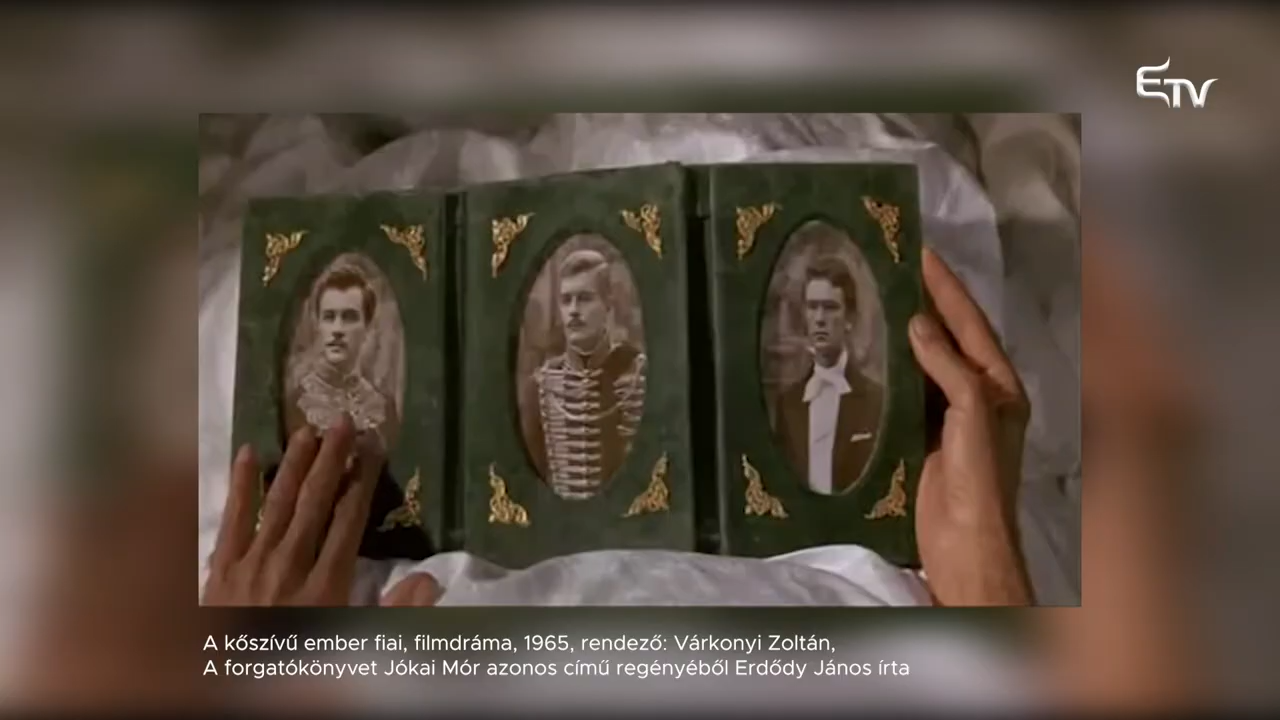 ETV
A kőszívű ember fiai, filmdráma, 1965, rendező: Várkonyi Zoltán,
A forgatókönyvet Jókai Mór azonos című regényéből Erdődy János írta